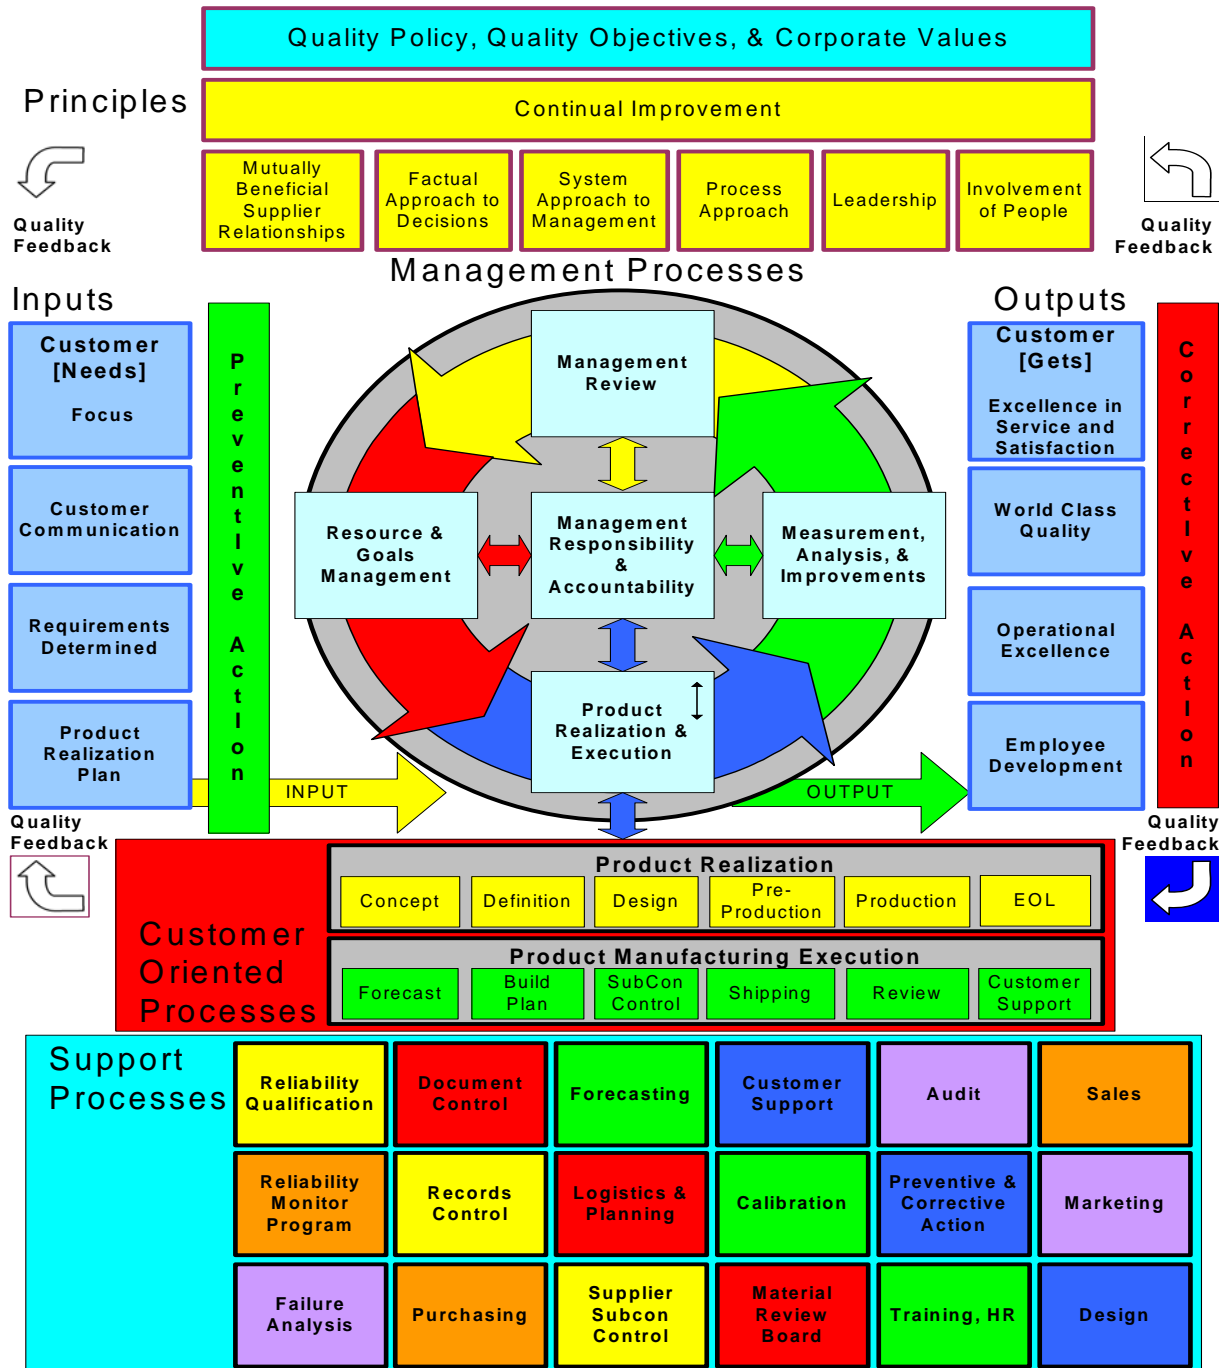 Quality Policy, Quality Objectives, & Corporate Values
Principles
Continual Improvement
Mutually
Beneficial
Supplier
Relationships
Factual
Approach to
Decisions
System
Approach to
Management
Process
Approach
Leadership
Involvement
of People
Quality
Feedback
Quality
Feedback
Management Processes
Inputs
Customer
[Needs]
Focus
Customer
Communication
Requirements
Determined
Product
Realization
Plan
PreventIve ActIon
INPUT
Management
Review
Resource &
Goals
Management
Management
Responsibility
&
Accountability
Measurement,
Analysis, &
Improvements
Product
Realization &
Execution
OUTPUT
Outputs
Customer
[Gets]
Excellence in
Service and
Satisfaction
World Class
Quality
Operational
Excellence
Employee
Development
CorrectIve ActIon
Quality
Feedback
Quality
Feedback
Customer
Oriented
Processes
Product Realization
Concept
Definition
Design
Pre-
Production
Production
EOL
Product Manufacturing Execution
Forecast
Build
Plan
SubCon
Control
Shipping
Review
Customer
Support
Support
Processes
Reliability
Qualification
Document
Control
Forecasting
Customer
Support
Audit
Sales
Reliability
Monitor
Program
Records
Control
Logistics &
Planning
Calibration
Preventive &
Corrective
Action
Marketing
Failure
Analysis
Purchasing
Supplier
Subcon
Control
Material
Review
Board
Training, HR
Design